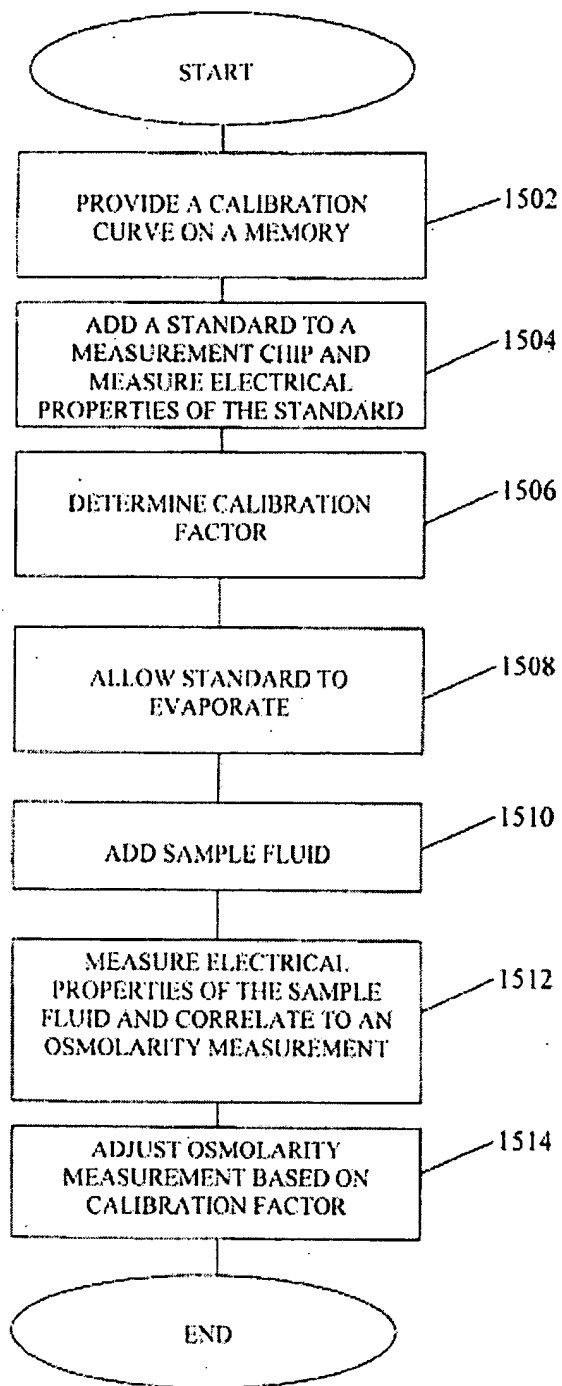 START
PROVIDE A CALIBRATION
CURVE ON A MEMORY
1502
ADD A STANDARD TO A
MEASUREMENT CHIP AND
MEASURE ELECTRICAL
PROPERTIES OF THE STANDARD
1504
DETERMINE CALIBRATION
FACTOR
1506
ALLOW STANDARD TO
EVAPORATE
1508
ADD SAMPLE FLUID
1510
MEASURE ELECTRICAL
PROPERTIES OF THE SAMPLE
FLUID AND CORRELATE TO AN
OSMOLARITY MEASUREMENT
1512
ADJUST OSMOLARITY
MEASUREMENT BASED ON
CALIBRATION FACTOR
1514
END